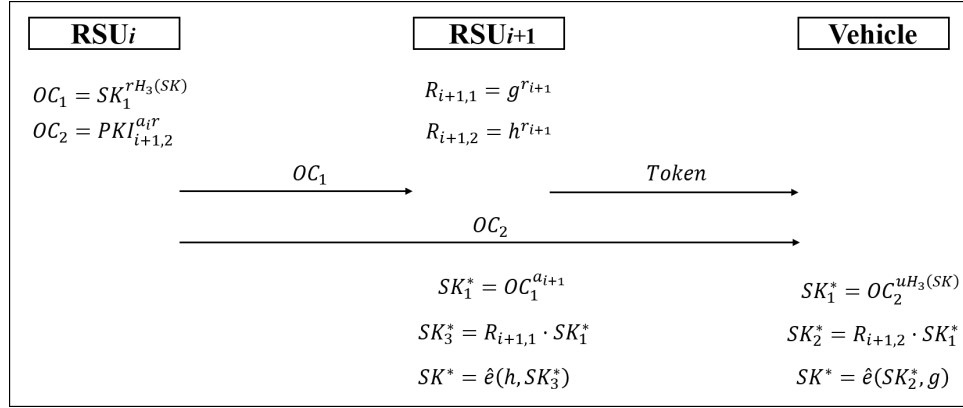 RSUi RSUi+1 Vehicle
OC₁ = SK₁^{rH₃(SK)} R_{i+1,1} = g^{r_{i+1}}
OC₂ = PKI_{i+1,2}^{a_i r} R_{i+1,2} = h^{r_{i+1}}
OC₁ Token
OC₂
SK₁* = OC₁^{a_{i+1}} SK₁* = OC₂^{uH₃(SK)}
SK₃* = R_{i+1,1} · SK₁* SK₂* = R_{i+1,2} · SK₁*
SK* = ê(h, SK₃*) SK* = ê(SK₂*, g)